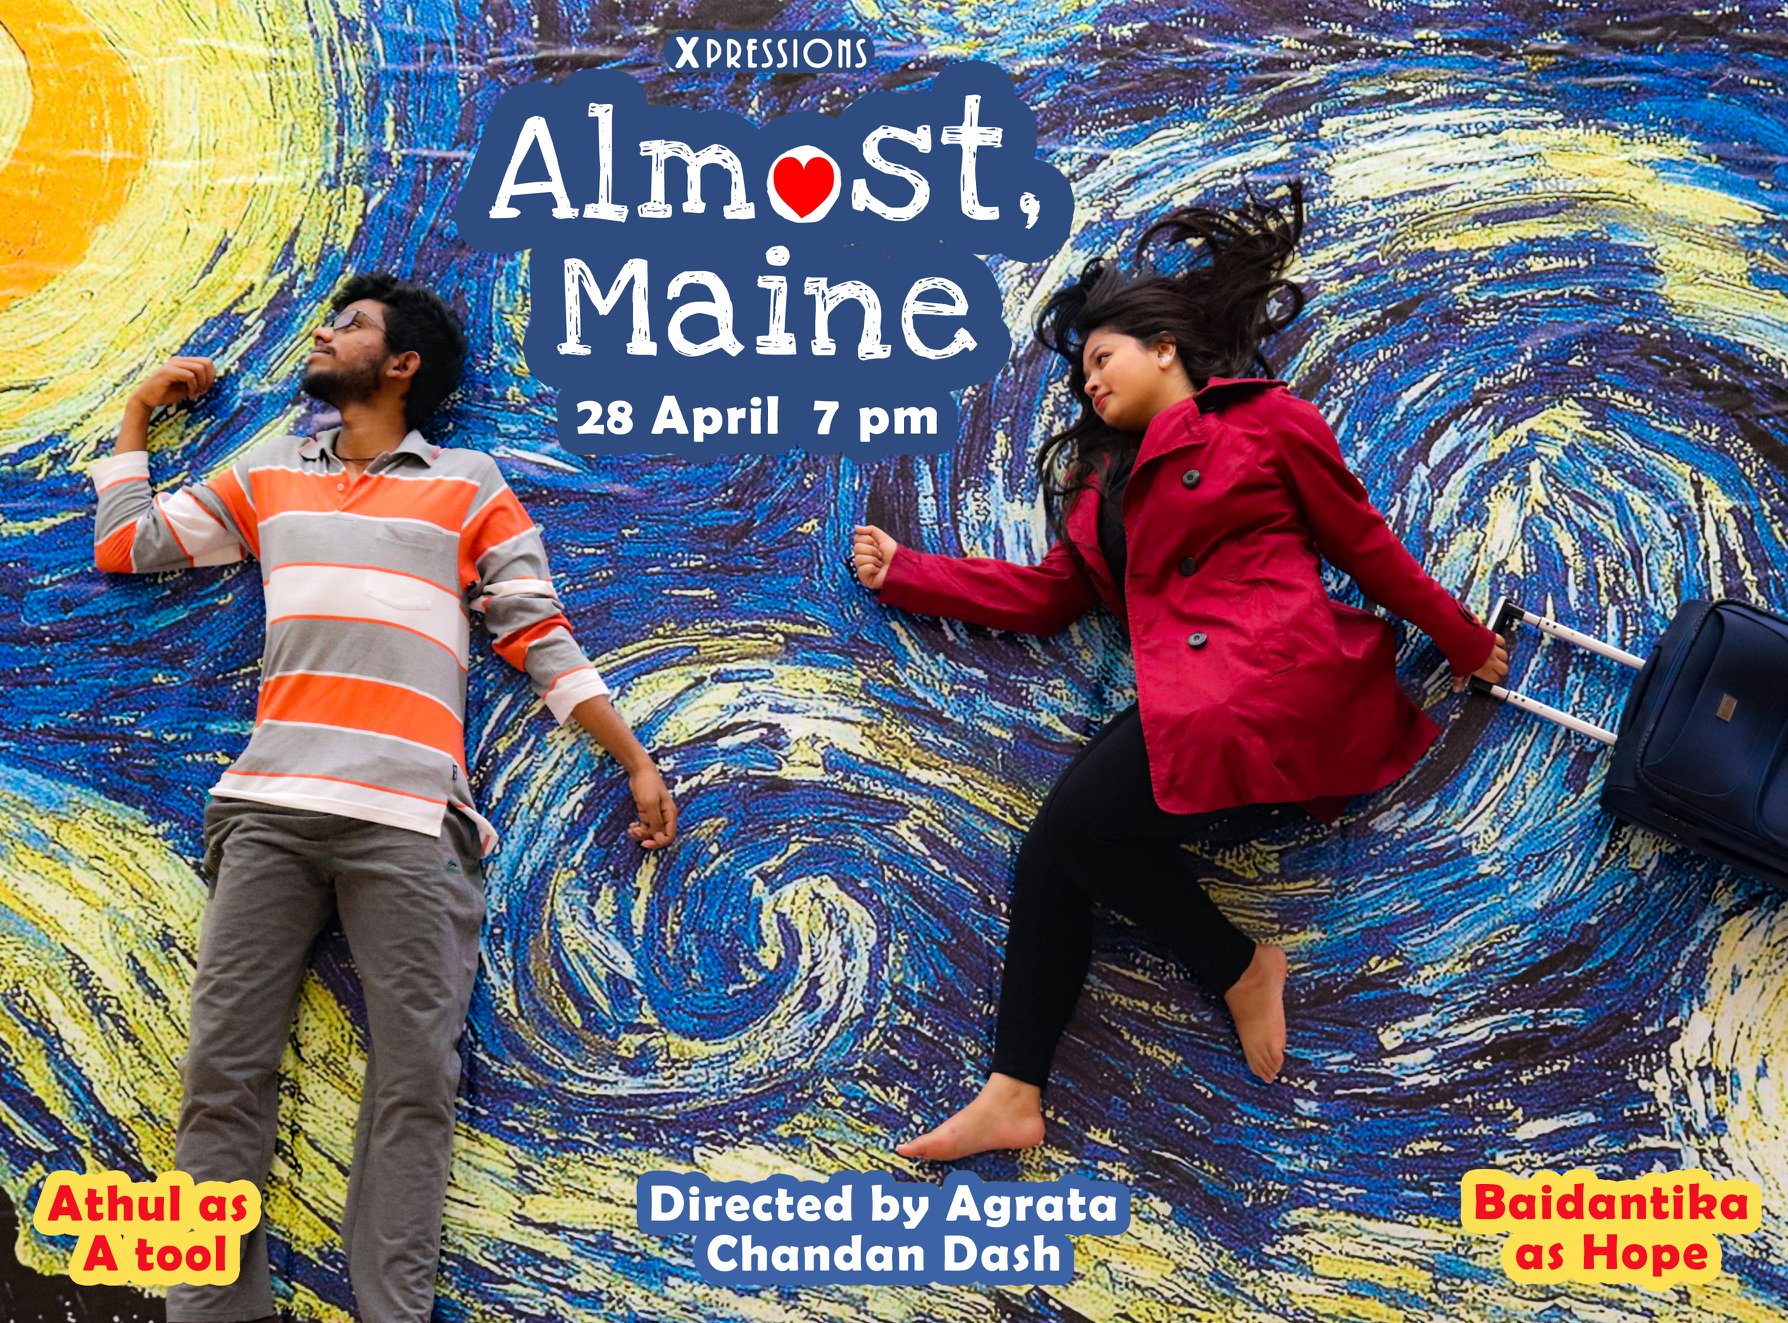 XPRESSIONS
Almost,
Maine
28 April 7 pm
Athul as
A tool
Directed by Agrata
Chandan Dash
Baidantika
as Hope